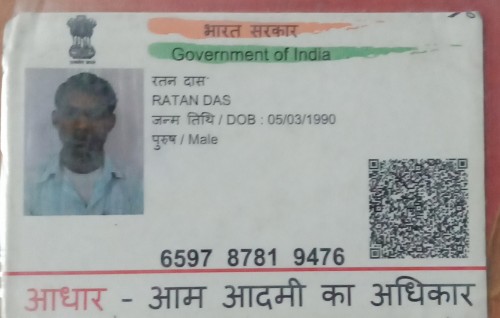 भारत सरकार
Government of India
रतन दास
RATAN DAS
जन्म तिथि / DOB : 05/03/1990
पुरुष / Male
6597 8781 9476
आधार - आम आदमी का अधिकार